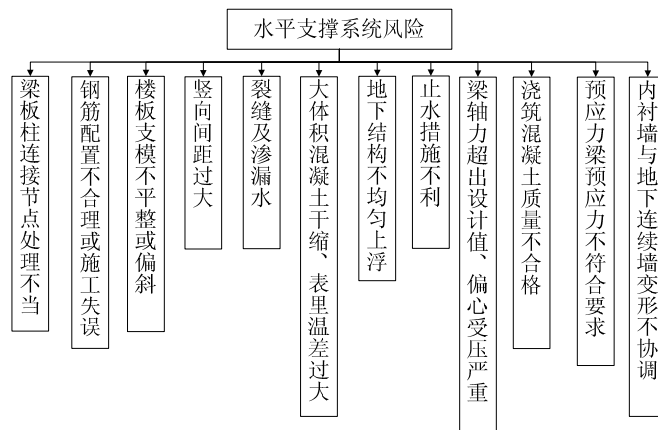 水平支撑系统风险
梁板柱连接节点处理不当
钢筋配置不合理或施工失误
楼板支模不平整或偏斜
竖向间距过大
裂缝及渗漏水
大体积混凝土干缩、表里温差过大
地下结构不均匀上浮
止水措施不利
梁轴力超出设计值、偏心受压严重
浇筑混凝土质量不合格
预应力梁预应力不符合要求
内衬墙与地下连续墙变形不协调